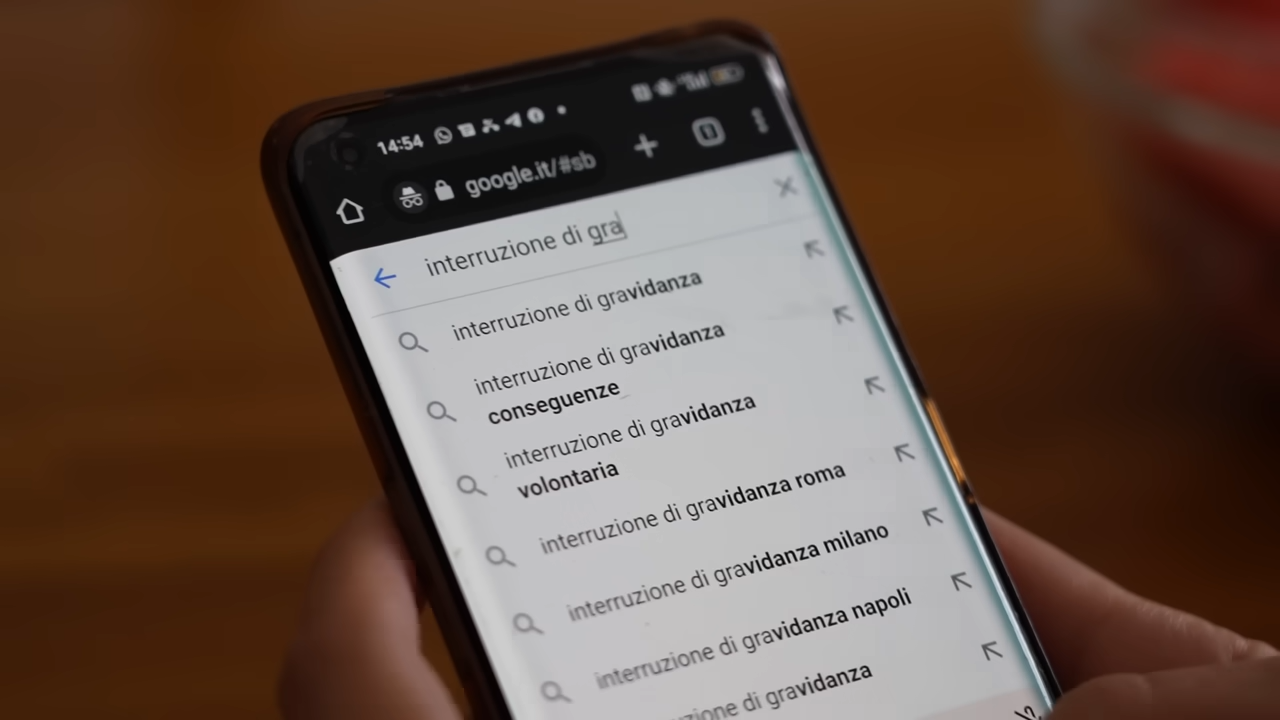 14:54
google.it/#sb
interruzione di gra
interruzione di gravidanza
interruzione di gravidanza
conseguenze
interruzione di gravidanza
volontaria
interruzione di gravidanza roma
interruzione di gravidanza milano
interruzione di gravidanza napoli
interruzione di gravidanza